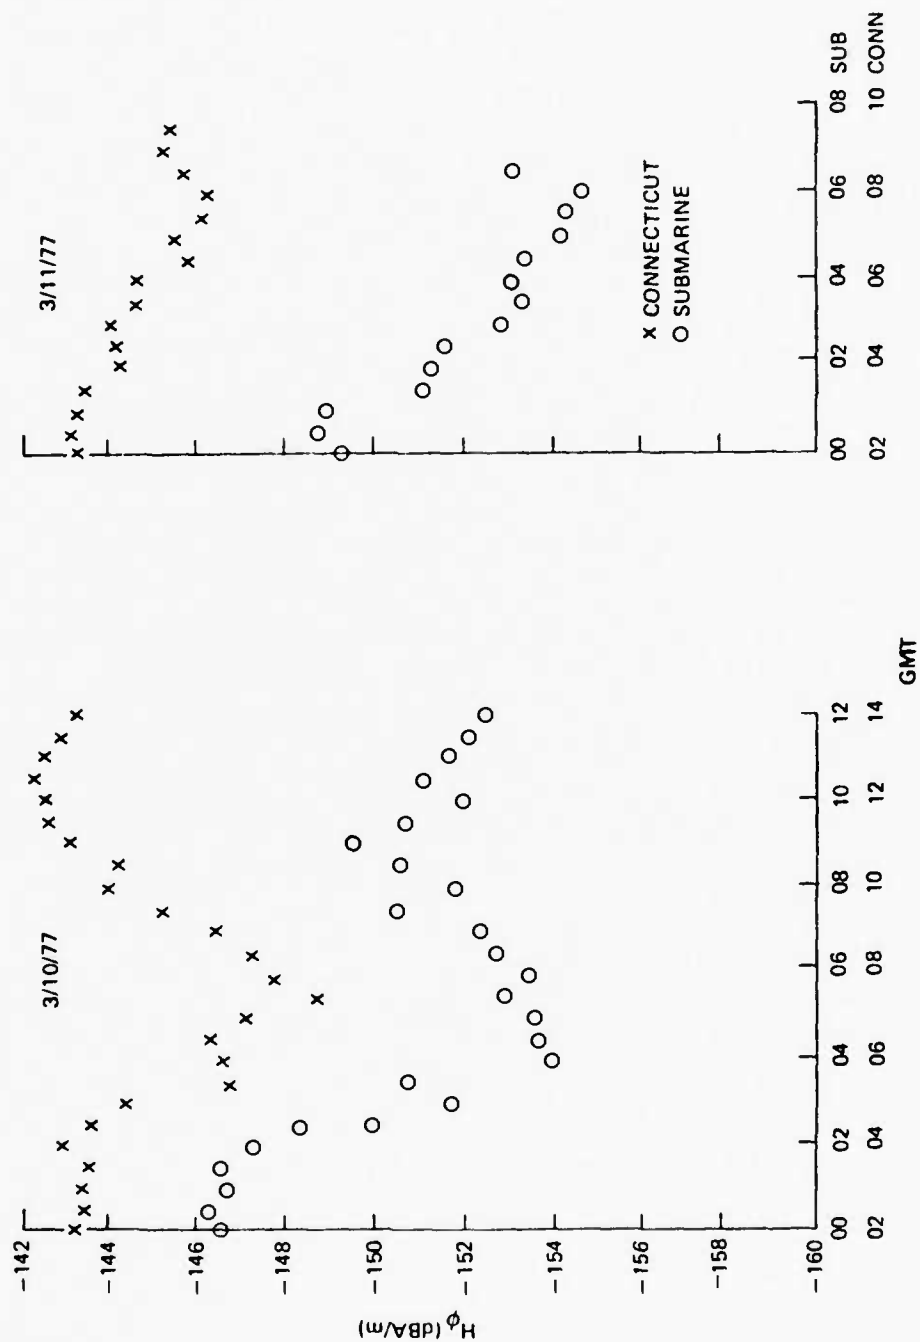 3/10/77
3/11/77
H_φ (dBA/m)
−142
−144
−146
−148
−150
−152
−154
−156
−158
−160
X CONNECTICUT
O SUBMARINE
00 02 04 06 08 10 12
02 04 06 08 10 12 14
00 02 04 06 08 SUB
02 04 06 08 10 CONN
GMT